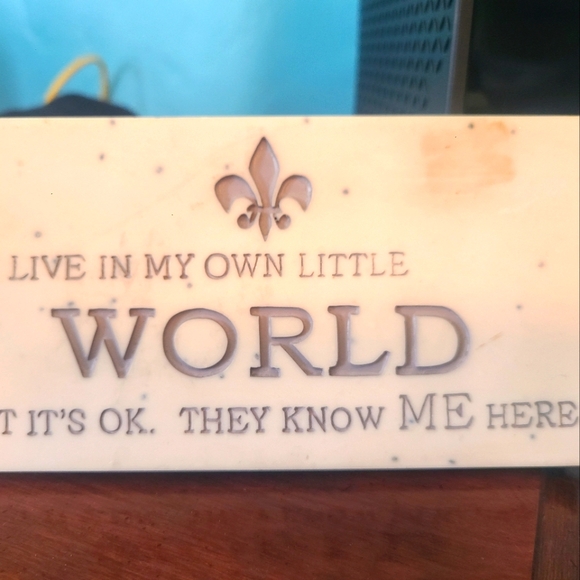 LIVE IN MY OWN LITTLE
WORLD
T IT'S OK. THEY KNOW ME HERE